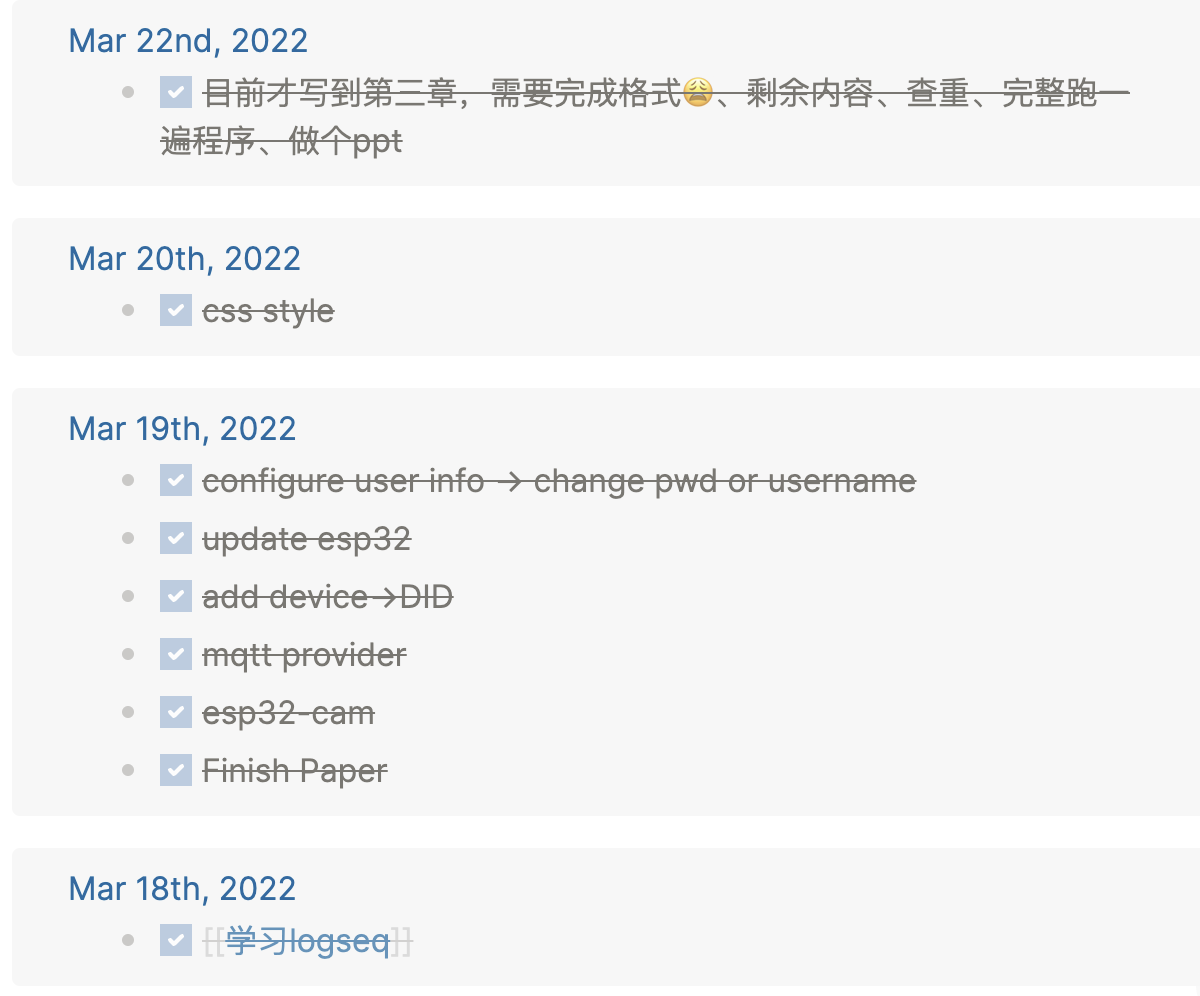 Mar 22nd, 2022
目前才写到第三章，需要完成格式😩、剩余内容、查重、完整跑一
遍程序、做个ppt
Mar 20th, 2022
css style
Mar 19th, 2022
configure user info → change pwd or username
update esp32
add device→DID
mqtt provider
esp32-cam
Finish Paper
Mar 18th, 2022
[[学习logseq]]